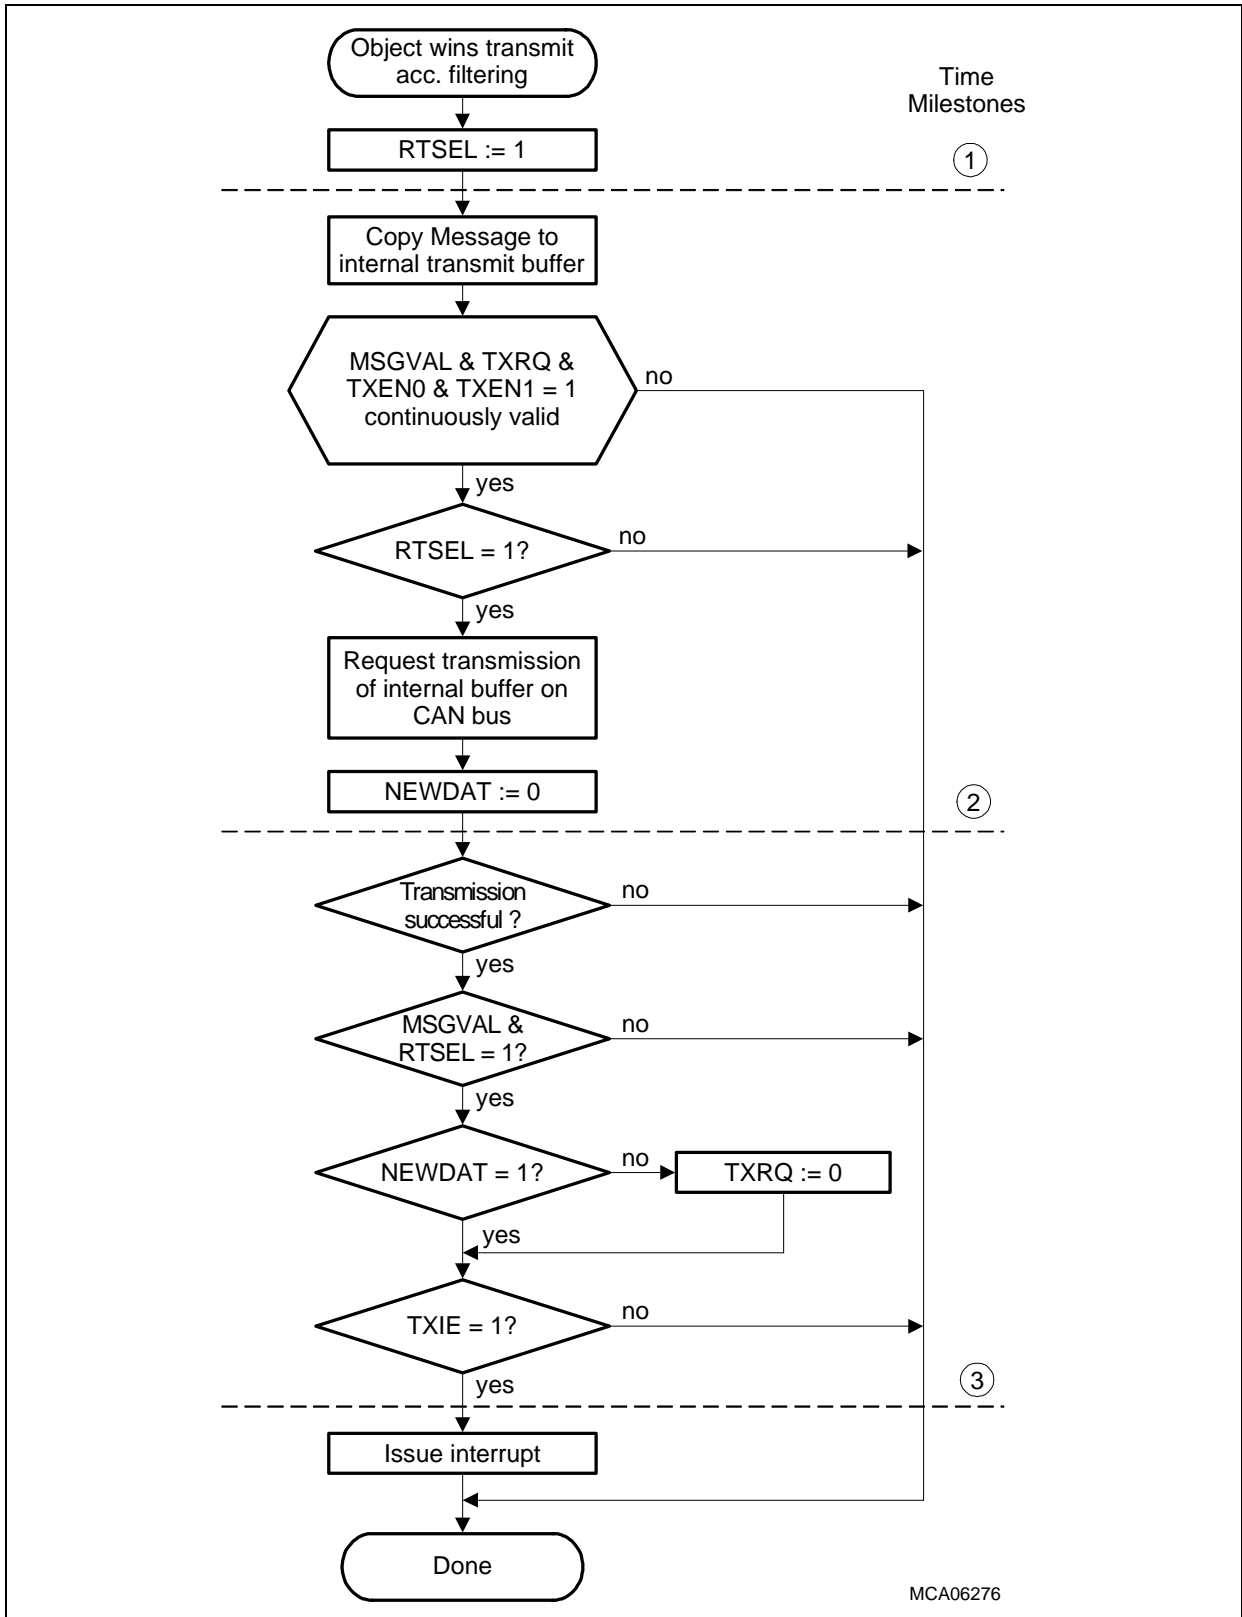 Object wins transmit
acc. filtering
Time
Milestones
RTSEL := 1
1
Copy Message to
internal transmit buffer
MSGVAL & TXRQ &
TXEN0 & TXEN1 = 1
continuously valid
no
yes
RTSEL = 1?
no
yes
Request transmission
of internal buffer on
CAN bus
NEWDAT := 0
2
Transmission
successful ?
no
yes
MSGVAL &
RTSEL = 1?
no
yes
NEWDAT = 1?
no
TXRQ := 0
yes
TXIE = 1?
no
yes
3
Issue interrupt
Done
MCA06276